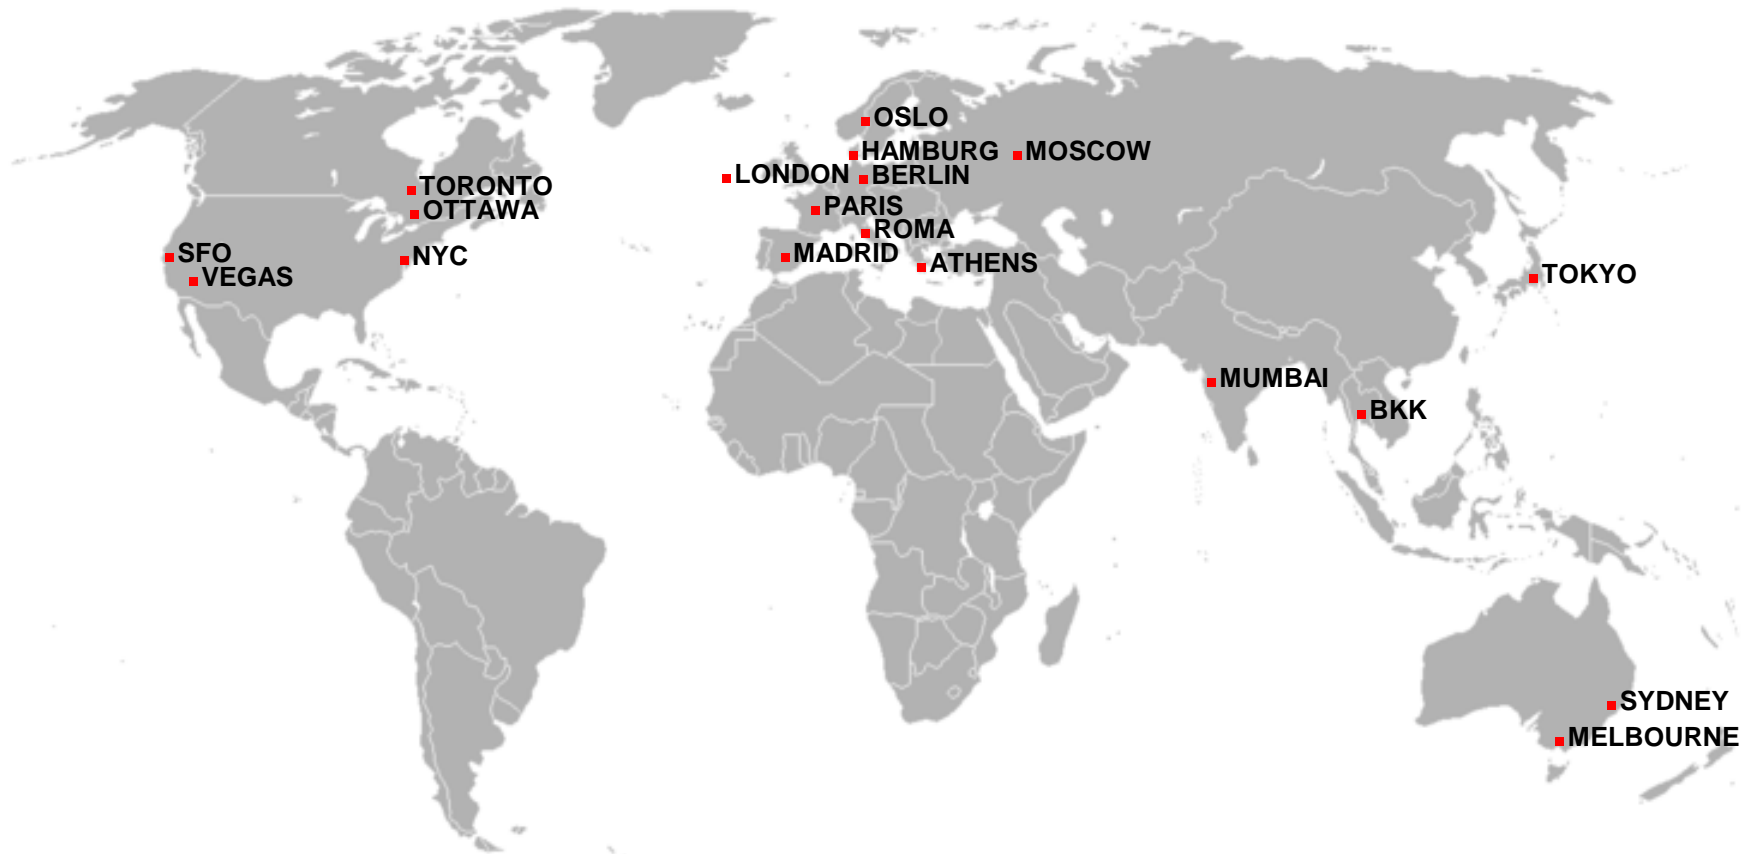 OSLO
HAMBURG
MOSCOW
LONDON
BERLIN
TORONTO
OTTAWA
PARIS
ROMA
SFO
NYC
MADRID
ATHENS
VEGAS
TOKYO
MUMBAI
BKK
SYDNEY
MELBOURNE